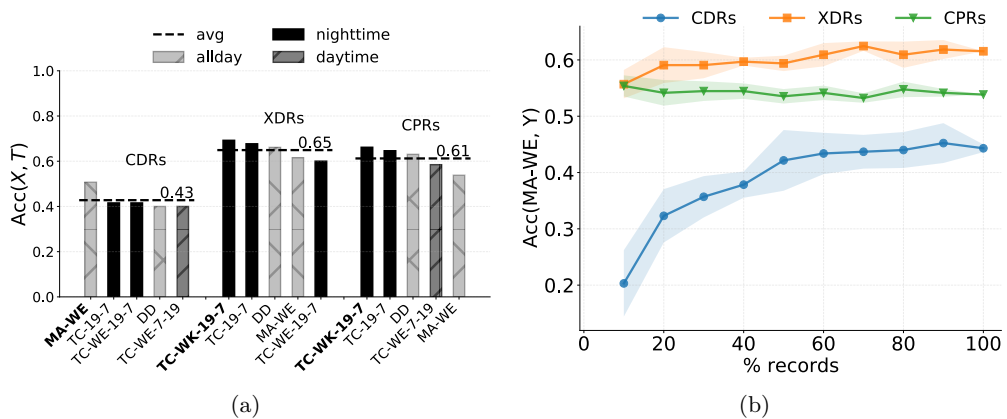 avg
nighttime
allday
daytime
Acc(X, T)
1.0
0.8
0.6
0.4
0.2
0.0
CDRs
XDRs
CPRs
0.43
0.65
0.61
MA-WE
TC-19-7
TC-WE-19-7
DD
TC-WE-7-19
TC-WK-19-7
TC-19-7
DD
MA-WE
TC-WE-19-7
TC-WK-19-7
TC-19-7
DD
TC-WE-7-19
MA-WE
(a)
CDRs
XDRs
CPRs
Acc(MA-WE, Y)
0.6
0.5
0.4
0.3
0.2
0
20
40
60
80
100
% records
(b)